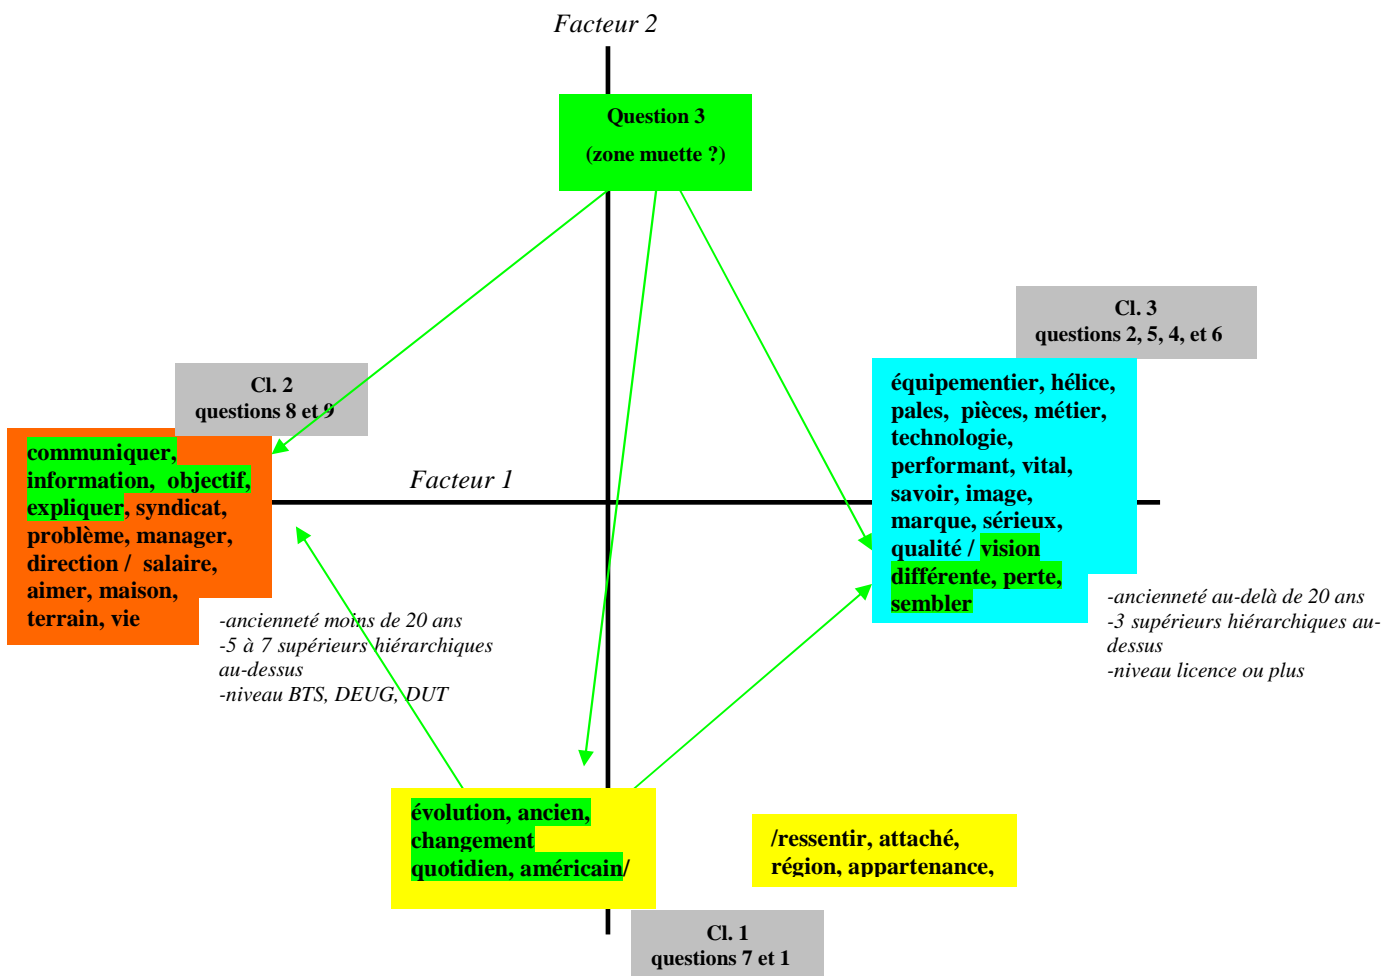 Facteur 2
Question 3
(zone muette ?)
Cl. 3
questions 2, 5, 4, et 6
Cl. 2
questions 8 et 9
équipementier, hélice,
pales, pièces, métier,
technologie,
performant, vital,
savoir, image,
marque, sérieux,
qualité / vision
différente, perte,
sembler
communiquer,
information, objectif,
expliquer, syndicat,
problème, manager,
direction / salaire,
aimer, maison,
terrain, vie
Facteur 1
-ancienneté moins de 20 ans
-5 à 7 supérieurs hiérarchiques
au-dessus
-niveau BTS, DEUG, DUT
-ancienneté au-delà de 20 ans
-3 supérieurs hiérarchiques au-
dessus
-niveau licence ou plus
évolution, ancien,
changement
quotidien, américain/
/ressentir, attaché,
région, appartenance,
Cl. 1
questions 7 et 1